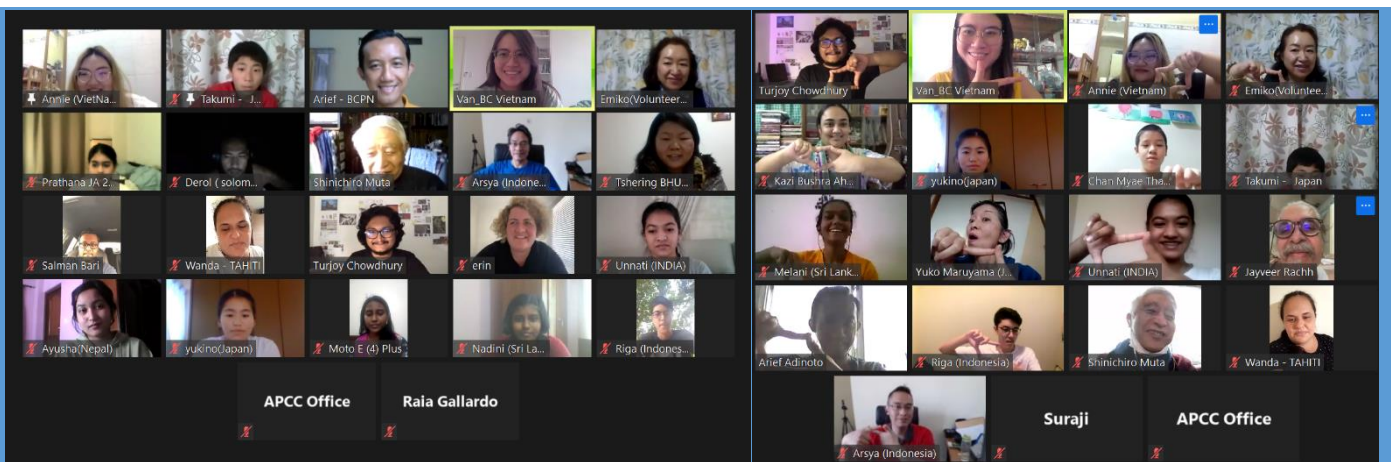 Annie (VietNa...
Takumi - J...
Arief - BCPN
Van_BC Vietnam
Emiko(Volunteer...
Prathana JA 2...
Derol ( solom...
Shinichiro Muta
Arsya (Indone...
Tshering BHU...
Salman Bari
Wanda - TAHITI
Turjoy Chowdhury
erin
Unnati (INDIA)
Ayusha(Nepal)
yukino(Japan)
Moto E (4) Plus
Nadini (Sri La...
Riga (Indones...
APCC Office
Raia Gallardo
Turjoy Chowdhury
Van_BC Vietnam
Annie (Vietnam)
Emiko(Voluntee...
Kazi Bushra Ah...
yukino(japan)
Chan Myae Tha...
Takumi - Japan
Melani (Sri Lank...
Yuko Maruyama (J...
Unnati (INDIA)
Jayveer Rachh
Arief Adinoto
Riga (Indonesia)
Shinichiro Muta
Wanda - TAHITI
Arsya (Indonesia)
Suraji
APCC Office